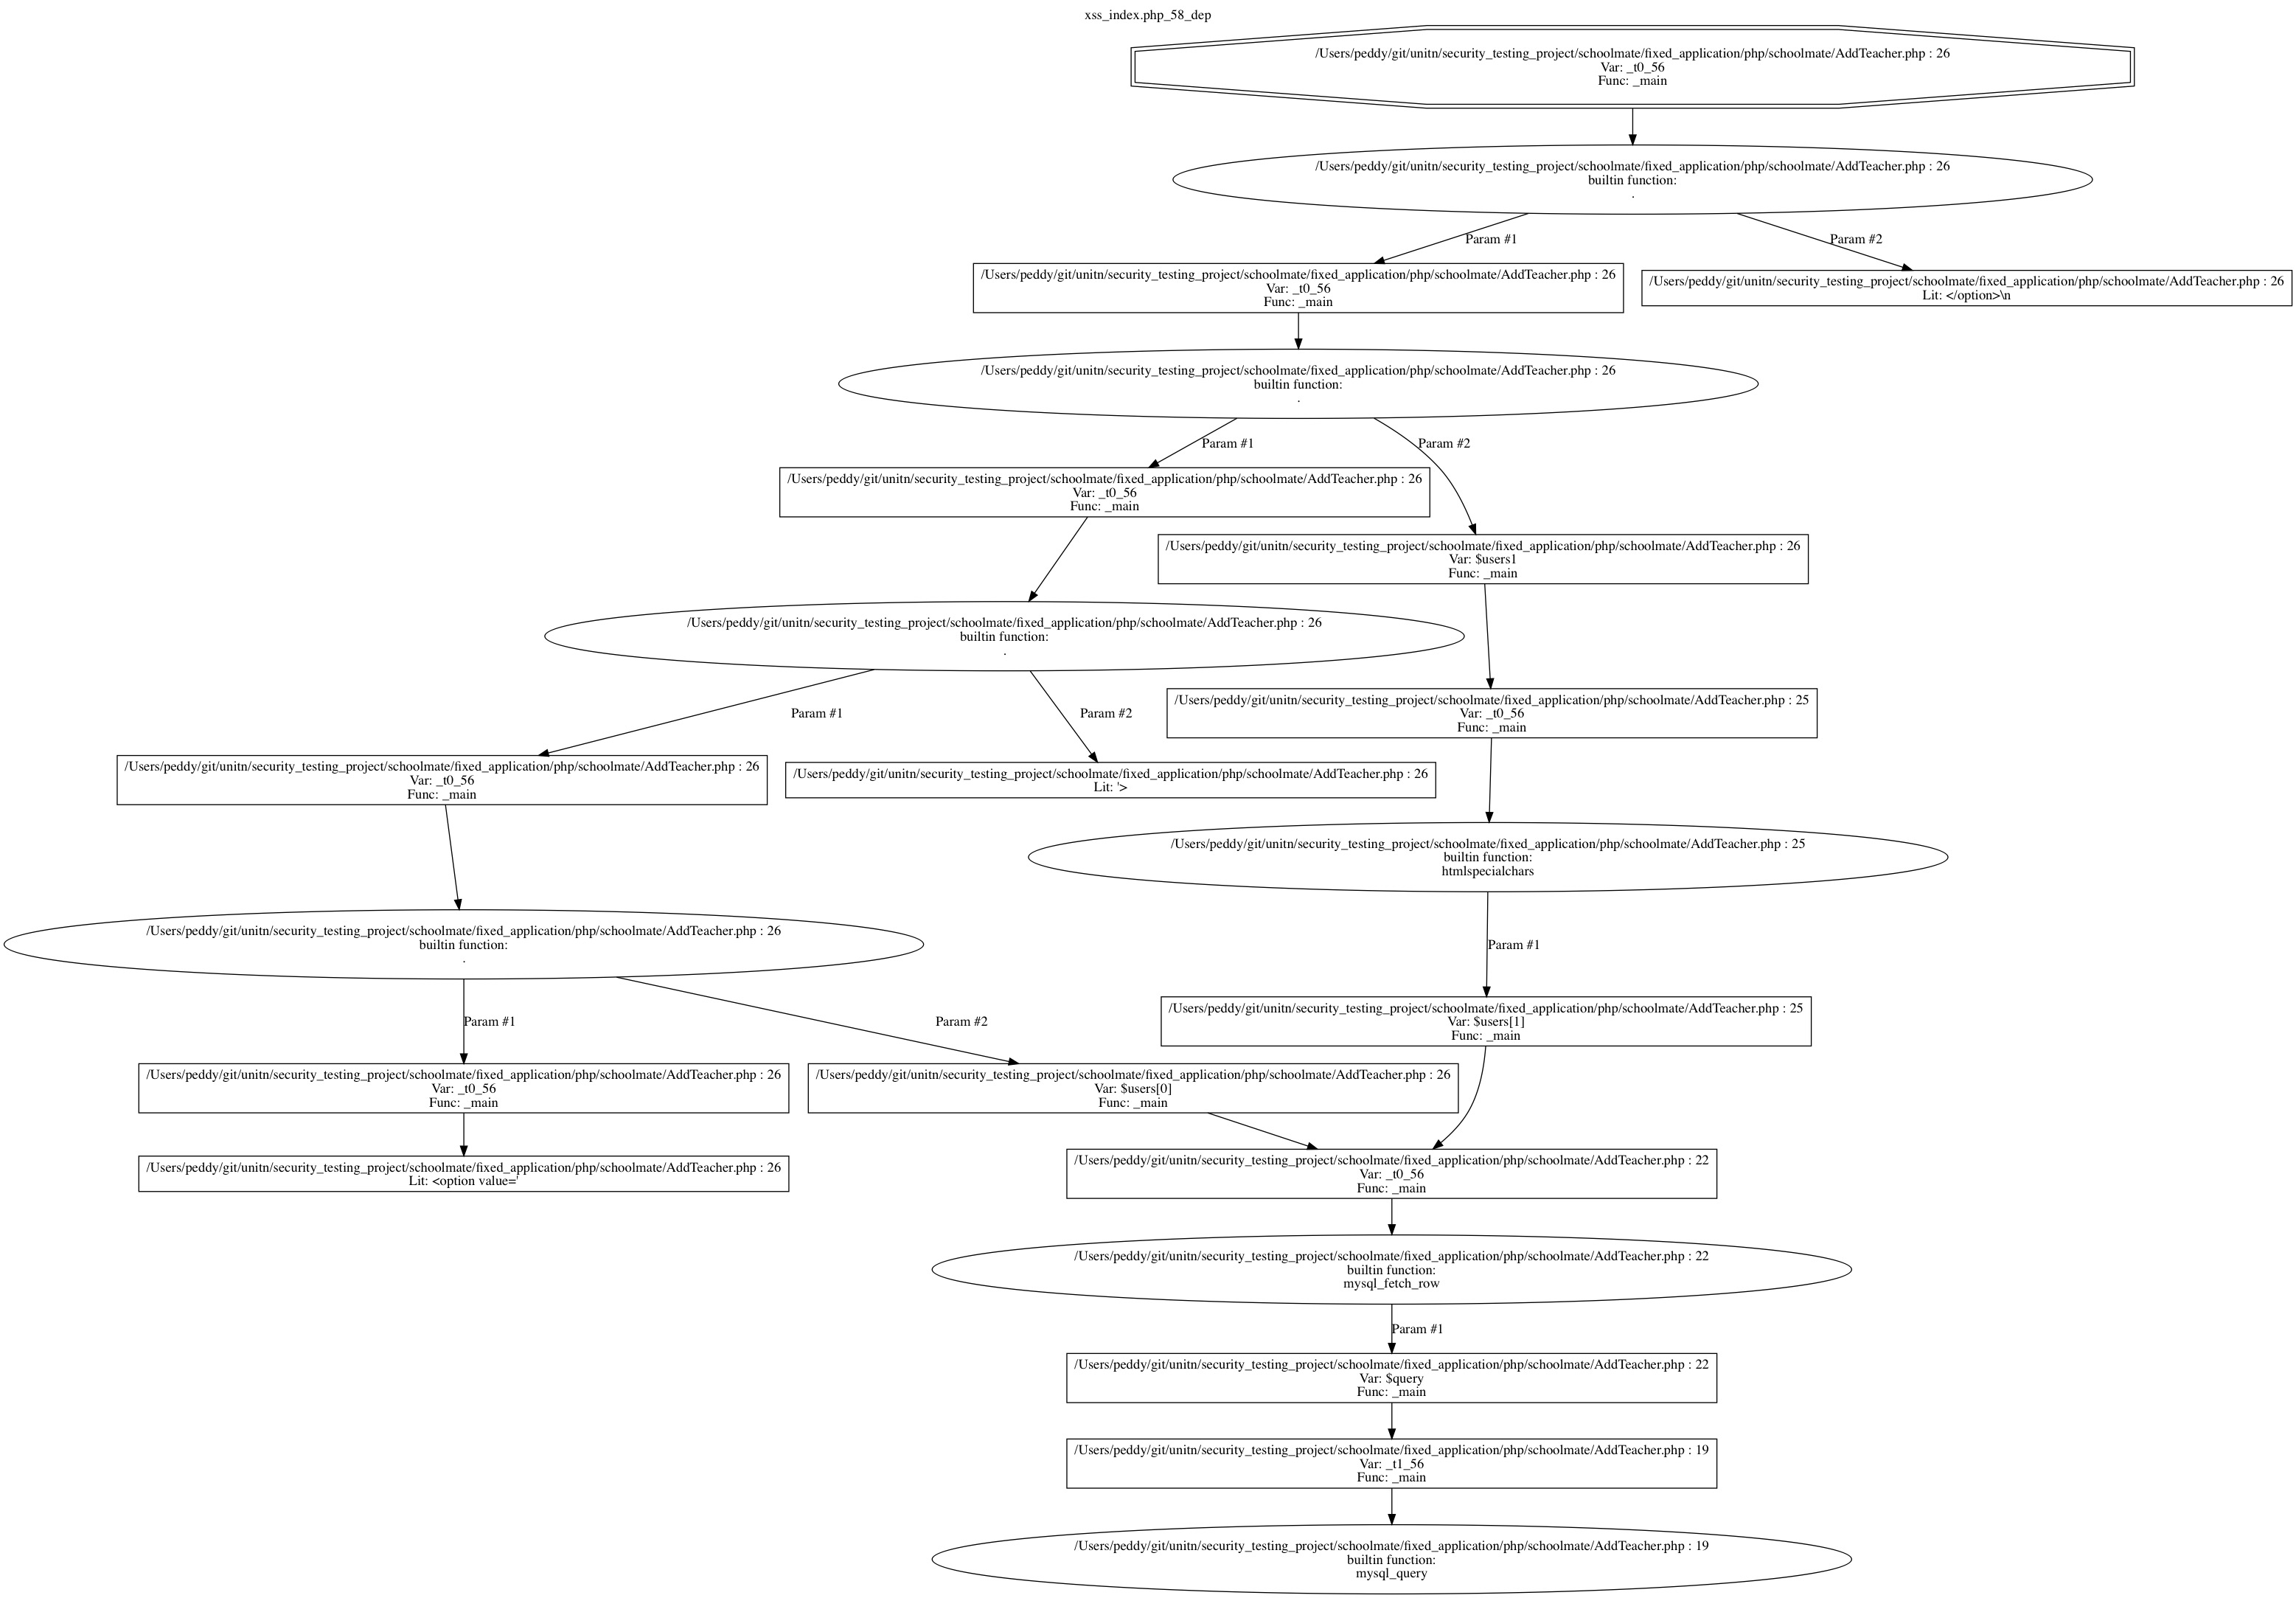 xss_index.php_58_dep
/Users/peddy/git/unitn/security_testing_project/schoolmate/fixed_application/php/schoolmate/AddTeacher.php : 26
Var: _t0_56
Func: _main
/Users/peddy/git/unitn/security_testing_project/schoolmate/fixed_application/php/schoolmate/AddTeacher.php : 26
builtin function:
.
Param #1
Param #2
/Users/peddy/git/unitn/security_testing_project/schoolmate/fixed_application/php/schoolmate/AddTeacher.php : 26
Var: _t0_56
Func: _main
/Users/peddy/git/unitn/security_testing_project/schoolmate/fixed_application/php/schoolmate/AddTeacher.php : 26
Lit: </option>\n
/Users/peddy/git/unitn/security_testing_project/schoolmate/fixed_application/php/schoolmate/AddTeacher.php : 26
builtin function:
.
Param #1
Param #2
/Users/peddy/git/unitn/security_testing_project/schoolmate/fixed_application/php/schoolmate/AddTeacher.php : 26
Var: _t0_56
Func: _main
/Users/peddy/git/unitn/security_testing_project/schoolmate/fixed_application/php/schoolmate/AddTeacher.php : 26
Var: $users1
Func: _main
/Users/peddy/git/unitn/security_testing_project/schoolmate/fixed_application/php/schoolmate/AddTeacher.php : 26
builtin function:
.
Param #1
Param #2
/Users/peddy/git/unitn/security_testing_project/schoolmate/fixed_application/php/schoolmate/AddTeacher.php : 25
Var: _t0_56
Func: _main
/Users/peddy/git/unitn/security_testing_project/schoolmate/fixed_application/php/schoolmate/AddTeacher.php : 26
Var: _t0_56
Func: _main
/Users/peddy/git/unitn/security_testing_project/schoolmate/fixed_application/php/schoolmate/AddTeacher.php : 26
Lit: '>
/Users/peddy/git/unitn/security_testing_project/schoolmate/fixed_application/php/schoolmate/AddTeacher.php : 25
builtin function:
htmlspecialchars
/Users/peddy/git/unitn/security_testing_project/schoolmate/fixed_application/php/schoolmate/AddTeacher.php : 26
builtin function:
.
Param #1
Param #1
Param #2
/Users/peddy/git/unitn/security_testing_project/schoolmate/fixed_application/php/schoolmate/AddTeacher.php : 25
Var: $users[1]
Func: _main
/Users/peddy/git/unitn/security_testing_project/schoolmate/fixed_application/php/schoolmate/AddTeacher.php : 26
Var: _t0_56
Func: _main
/Users/peddy/git/unitn/security_testing_project/schoolmate/fixed_application/php/schoolmate/AddTeacher.php : 26
Var: $users[0]
Func: _main
/Users/peddy/git/unitn/security_testing_project/schoolmate/fixed_application/php/schoolmate/AddTeacher.php : 26
Lit: <option value='
/Users/peddy/git/unitn/security_testing_project/schoolmate/fixed_application/php/schoolmate/AddTeacher.php : 22
Var: _t0_56
Func: _main
/Users/peddy/git/unitn/security_testing_project/schoolmate/fixed_application/php/schoolmate/AddTeacher.php : 22
builtin function:
mysql_fetch_row
Param #1
/Users/peddy/git/unitn/security_testing_project/schoolmate/fixed_application/php/schoolmate/AddTeacher.php : 22
Var: $query
Func: _main
/Users/peddy/git/unitn/security_testing_project/schoolmate/fixed_application/php/schoolmate/AddTeacher.php : 19
Var: _t1_56
Func: _main
/Users/peddy/git/unitn/security_testing_project/schoolmate/fixed_application/php/schoolmate/AddTeacher.php : 19
builtin function:
mysql_query